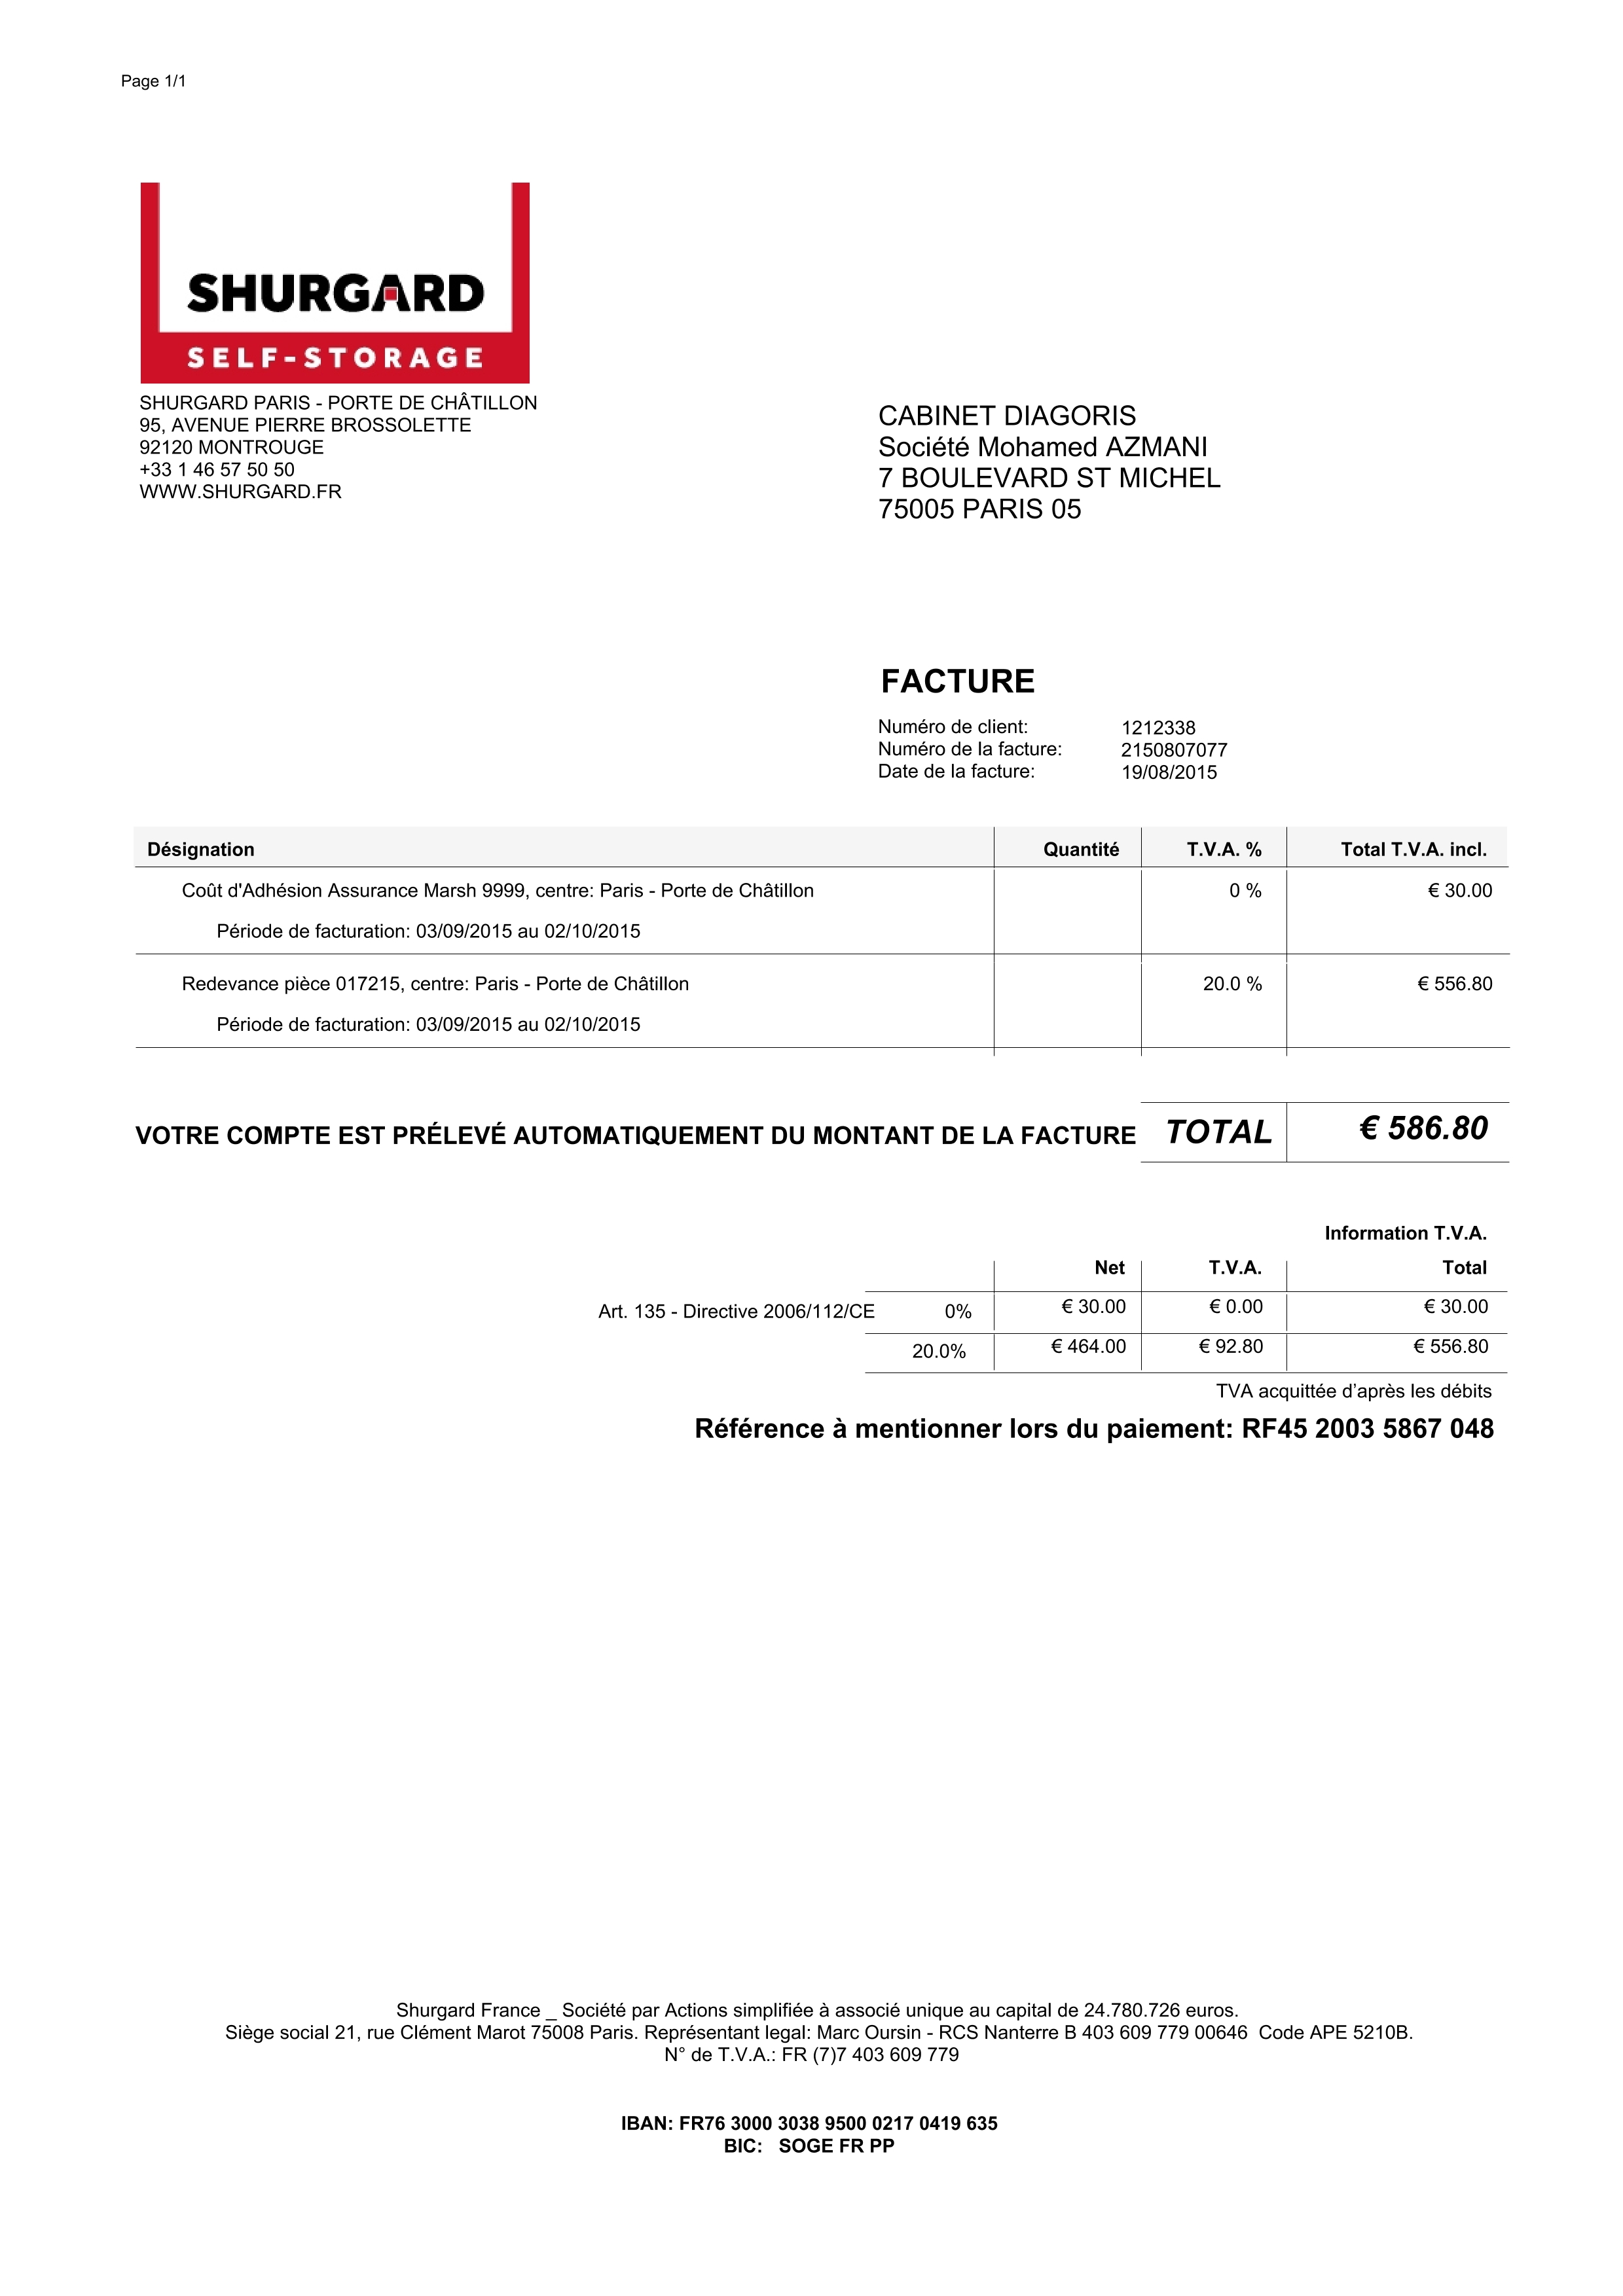 Page 1/1
SHURGARD
SELF-STORAGE
SHURGARD PARIS - PORTE DE CHÂTILLON
95, AVENUE PIERRE BROSSOLETTE
92120 MONTROUGE
+33 1 46 57 50 50
WWW.SHURGARD.FR
CABINET DIAGORIS
Société Mohamed AZMANI
7 BOULEVARD ST MICHEL
75005 PARIS 05
FACTURE
Numéro de client: 1212338
Numéro de la facture: 2150807077
Date de la facture: 19/08/2015
Désignation Quantité T.V.A. % Total T.V.A. incl.
Coût d'Adhésion Assurance Marsh 9999, centre: Paris - Porte de Châtillon 0 % € 30.00
Période de facturation: 03/09/2015 au 02/10/2015
Redevance pièce 017215, centre: Paris - Porte de Châtillon 20.0 % € 556.80
Période de facturation: 03/09/2015 au 02/10/2015
VOTRE COMPTE EST PRÉLEVÉ AUTOMATIQUEMENT DU MONTANT DE LA FACTURE TOTAL € 586.80
Information T.V.A.
Net T.V.A. Total
Art. 135 - Directive 2006/112/CE 0% € 30.00 € 0.00 € 30.00
20.0% € 464.00 € 92.80 € 556.80
TVA acquittée d’après les débits
Référence à mentionner lors du paiement: RF45 2003 5867 048
Shurgard France _ Société par Actions simplifiée à associé unique au capital de 24.780.726 euros.
Siège social 21, rue Clément Marot 75008 Paris. Représentant legal: Marc Oursin - RCS Nanterre B 403 609 779 00646 Code APE 5210B.
N° de T.V.A.: FR (7)7 403 609 779
IBAN: FR76 3000 3038 9500 0217 0419 635
BIC: SOGE FR PP